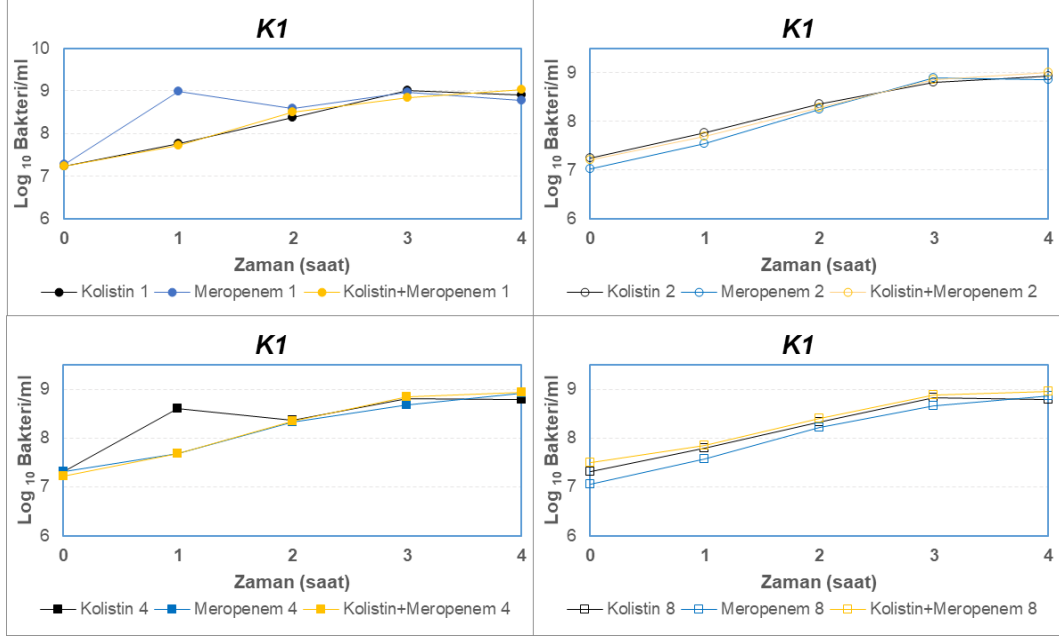 K1
10
9
8
7
6
Log 10 Bakteri/ml
0 1 2 3 4
Zaman (saat)
Kolistin 1 Meropenem 1 Kolistin+Meropenem 1
K1
9
8
7
6
Log 10 Bakteri/ml
0 1 2 3 4
Zaman (saat)
Kolistin 2 Meropenem 2 Kolistin+Meropenem 2
K1
9
8
7
6
Log 10 Bakteri/ml
0 1 2 3 4
Zaman (saat)
Kolistin 4 Meropenem 4 Kolistin+Meropenem 4
K1
9
8
7
6
Log 10 Bakteri/ml
0 1 2 3 4
Zaman (saat)
Kolistin 8 Meropenem 8 Kolistin+Meropenem 8